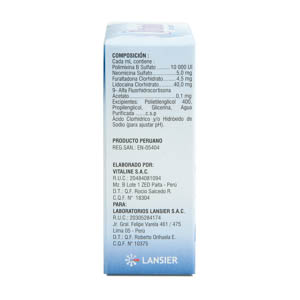 COMPOSICIÓN :
Cada ml, contiene :
Polimixina B Sulfato ......... 10 000 UI
Neomicina Sulfato ............ 5,0 mg
Furaltadona Clorhidrato ...... 4,5 mg
Lidocaína Clorhidrato ........ 40,0 mg
9- Alfa Fluorhidrocortisona
Acetato ...................... 0,1 mg
Excipientes: Polietilenglicol 400,
Propilenglicol, Glicerina, Agua
Purificada ..... c.s.p.
Ácido Clorhídrico y/o Hidróxido de
Sodio (para ajustar pH).
PRODUCTO PERUANO
REG.SAN.: EN-05404
ELABORADO POR:
VITALINE S.A.C.
R.U.C.: 20484081094
Mz. B Lote 1 ZED Paita - Perú
D.T.: Q.F. Rocío Salcedo R.
C.Q.F. N° 18304
PARA:
LABORATORIOS LANSIER S.A.C.
R.U.C.: 20305284174
Jr. Gral. Felipe Varela 461 / 475
Lima 05 - Perú
D.T.: Q.F. Roberto Orihuela E.
C.Q.F. N° 10375
LANSIER